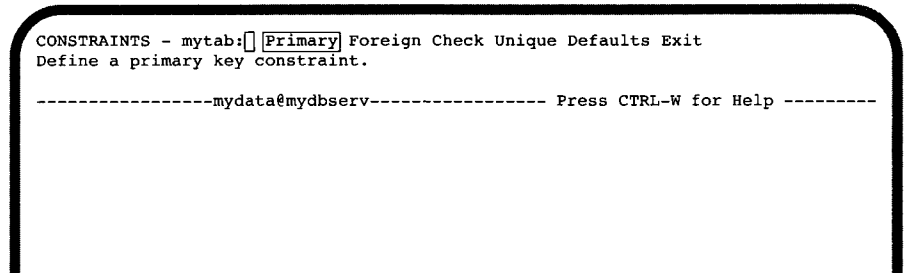 CONSTRAINTS - mytab: Primary Foreign Check Unique Defaults Exit
Define a primary key constraint.
-----------------mydata@mydbserv----------------- Press CTRL-W for Help ---------